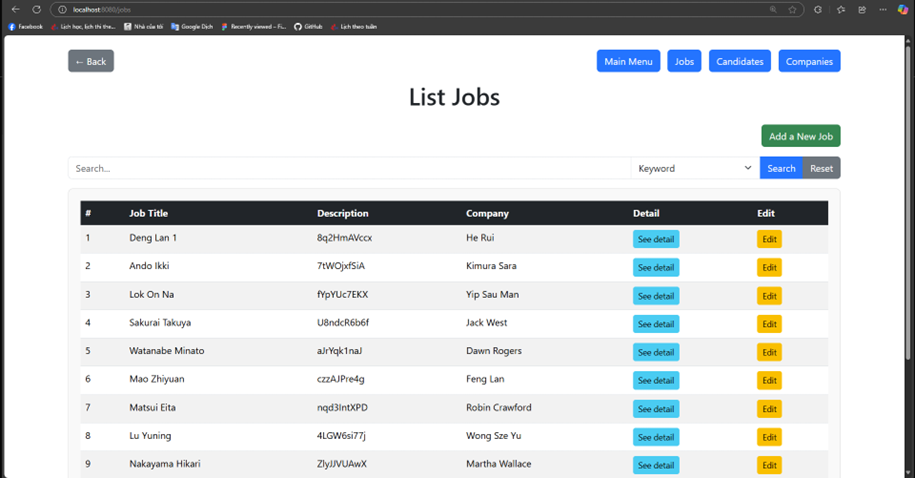 localhost:8080/jobs
Facebook Lịch học, lịch thi the... Nhà của tôi Google Dịch Recently viewed – Fi... GitHub Lịch theo tuần
← Back Main Menu Jobs Candidates Companies
List Jobs
Add a New Job
Search... Keyword Search Reset
# Job Title Description Company Detail Edit
1 Deng Lan 1 8q2HmAVccx He Rui See detail Edit
2 Ando Ikki 7tWOjxfSiA Kimura Sara See detail Edit
3 Lok On Na fYpYUc7EKX Yip Sau Man See detail Edit
4 Sakurai Takuya U8ndcR6b6f Jack West See detail Edit
5 Watanabe Minato aJrYqk1naJ Dawn Rogers See detail Edit
6 Mao Zhiyuan czzAJPre4g Feng Lan See detail Edit
7 Matsui Eita nqd3IntXPD Robin Crawford See detail Edit
8 Lu Yuning 4LGW6si77j Wong Sze Yu See detail Edit
9 Nakayama Hikari ZlyJJVUAwX Martha Wallace See detail Edit